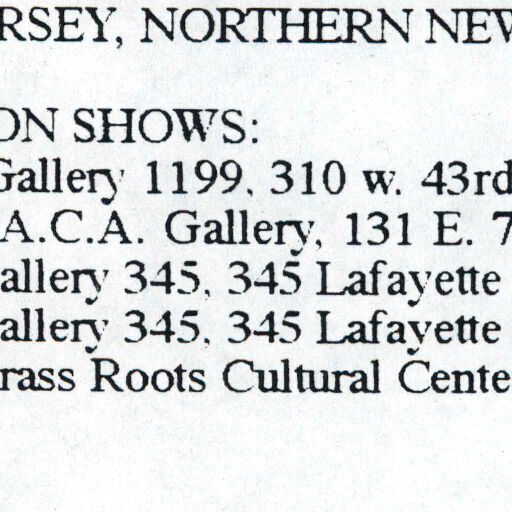 RSEY, NORTHERN NEW
ON SHOWS:
Gallery 1199, 310 w. 43rd
A.C.A. Gallery, 131 E. 7
allery 345, 345 Lafayette
allery 345, 345 Lafayette
rass Roots Cultural Cente